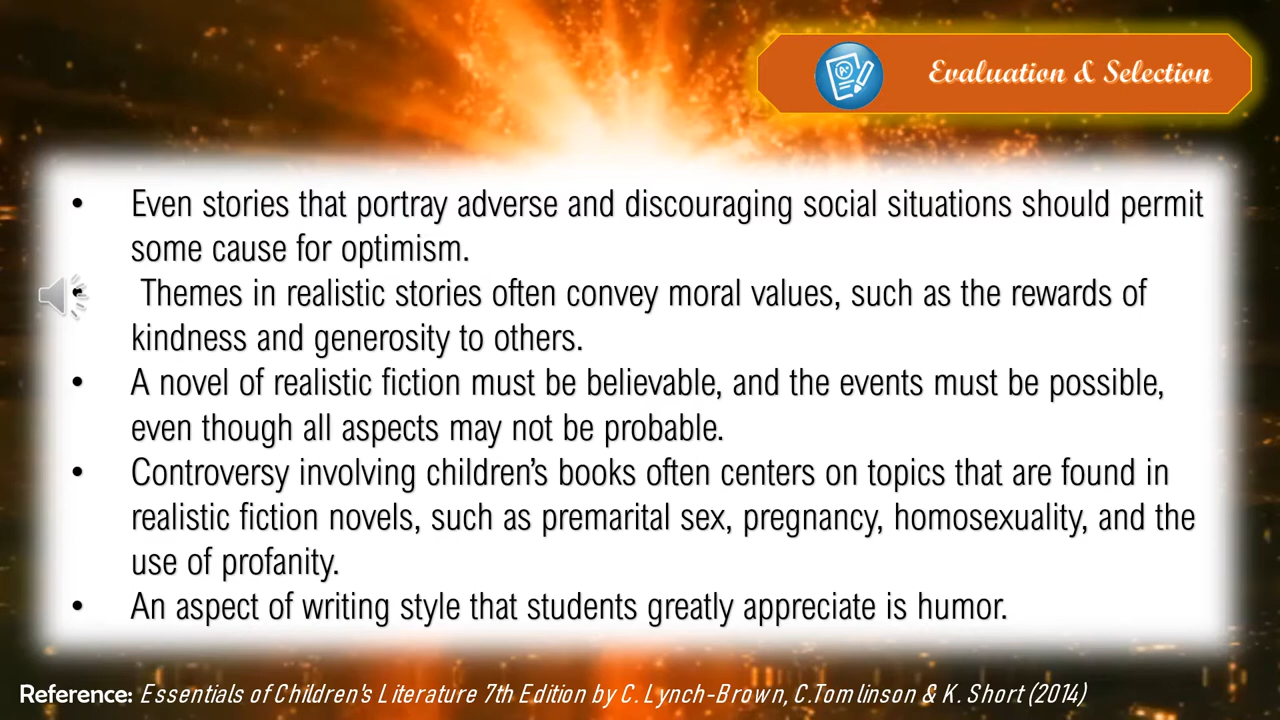 Evaluation & Selection
• Even stories that portray adverse and discouraging social situations should permit
some cause for optimism.
• Themes in realistic stories often convey moral values, such as the rewards of
kindness and generosity to others.
• A novel of realistic fiction must be believable, and the events must be possible,
even though all aspects may not be probable.
• Controversy involving children's books often centers on topics that are found in
realistic fiction novels, such as premarital sex, pregnancy, homosexuality, and the
use of profanity.
• An aspect of writing style that students greatly appreciate is humor.
Reference: Essentials of Children's Literature 7th Edition by C. Lynch-Brown, C.Tomlinson & K. Short (2014)